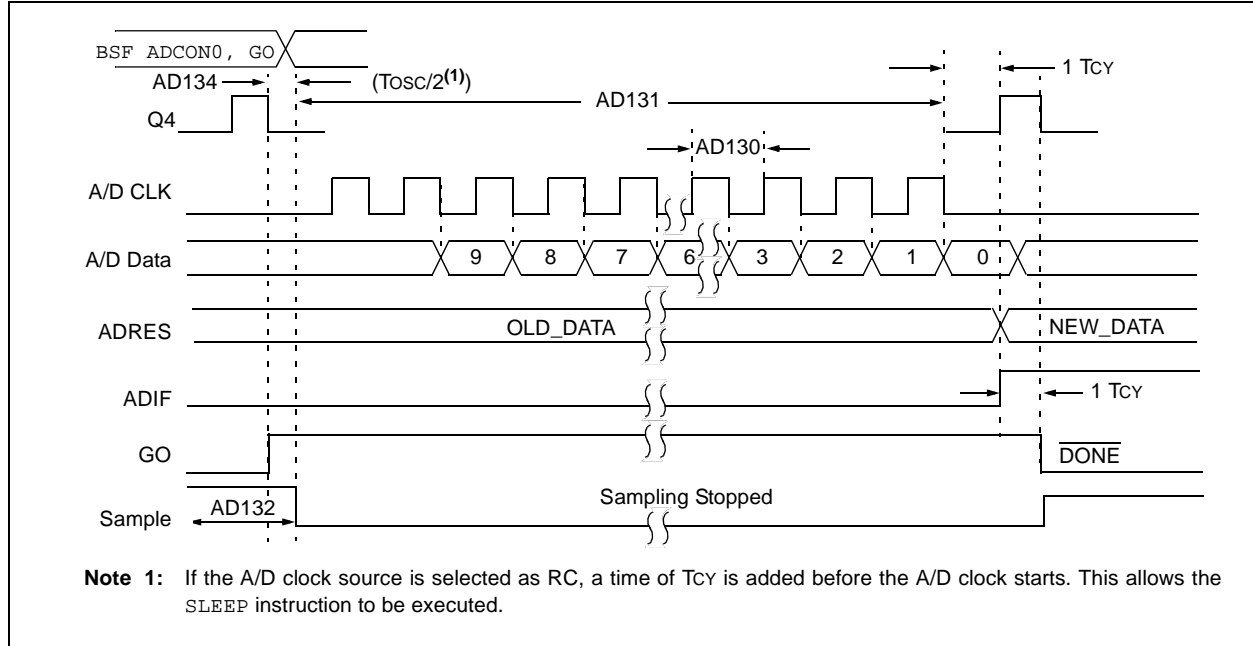 BSF ADCON0, GO
AD134
(TOSC/2(1))
1 TCY
AD131
Q4
AD130
A/D CLK
A/D Data
9 8 7 6 3 2 1 0
ADRES
OLD_DATA
NEW_DATA
ADIF
1 TCY
GO
DONE
Sampling Stopped
AD132
Sample
Note 1: If the A/D clock source is selected as RC, a time of TCY is added before the A/D clock starts. This allows the
SLEEP instruction to be executed.